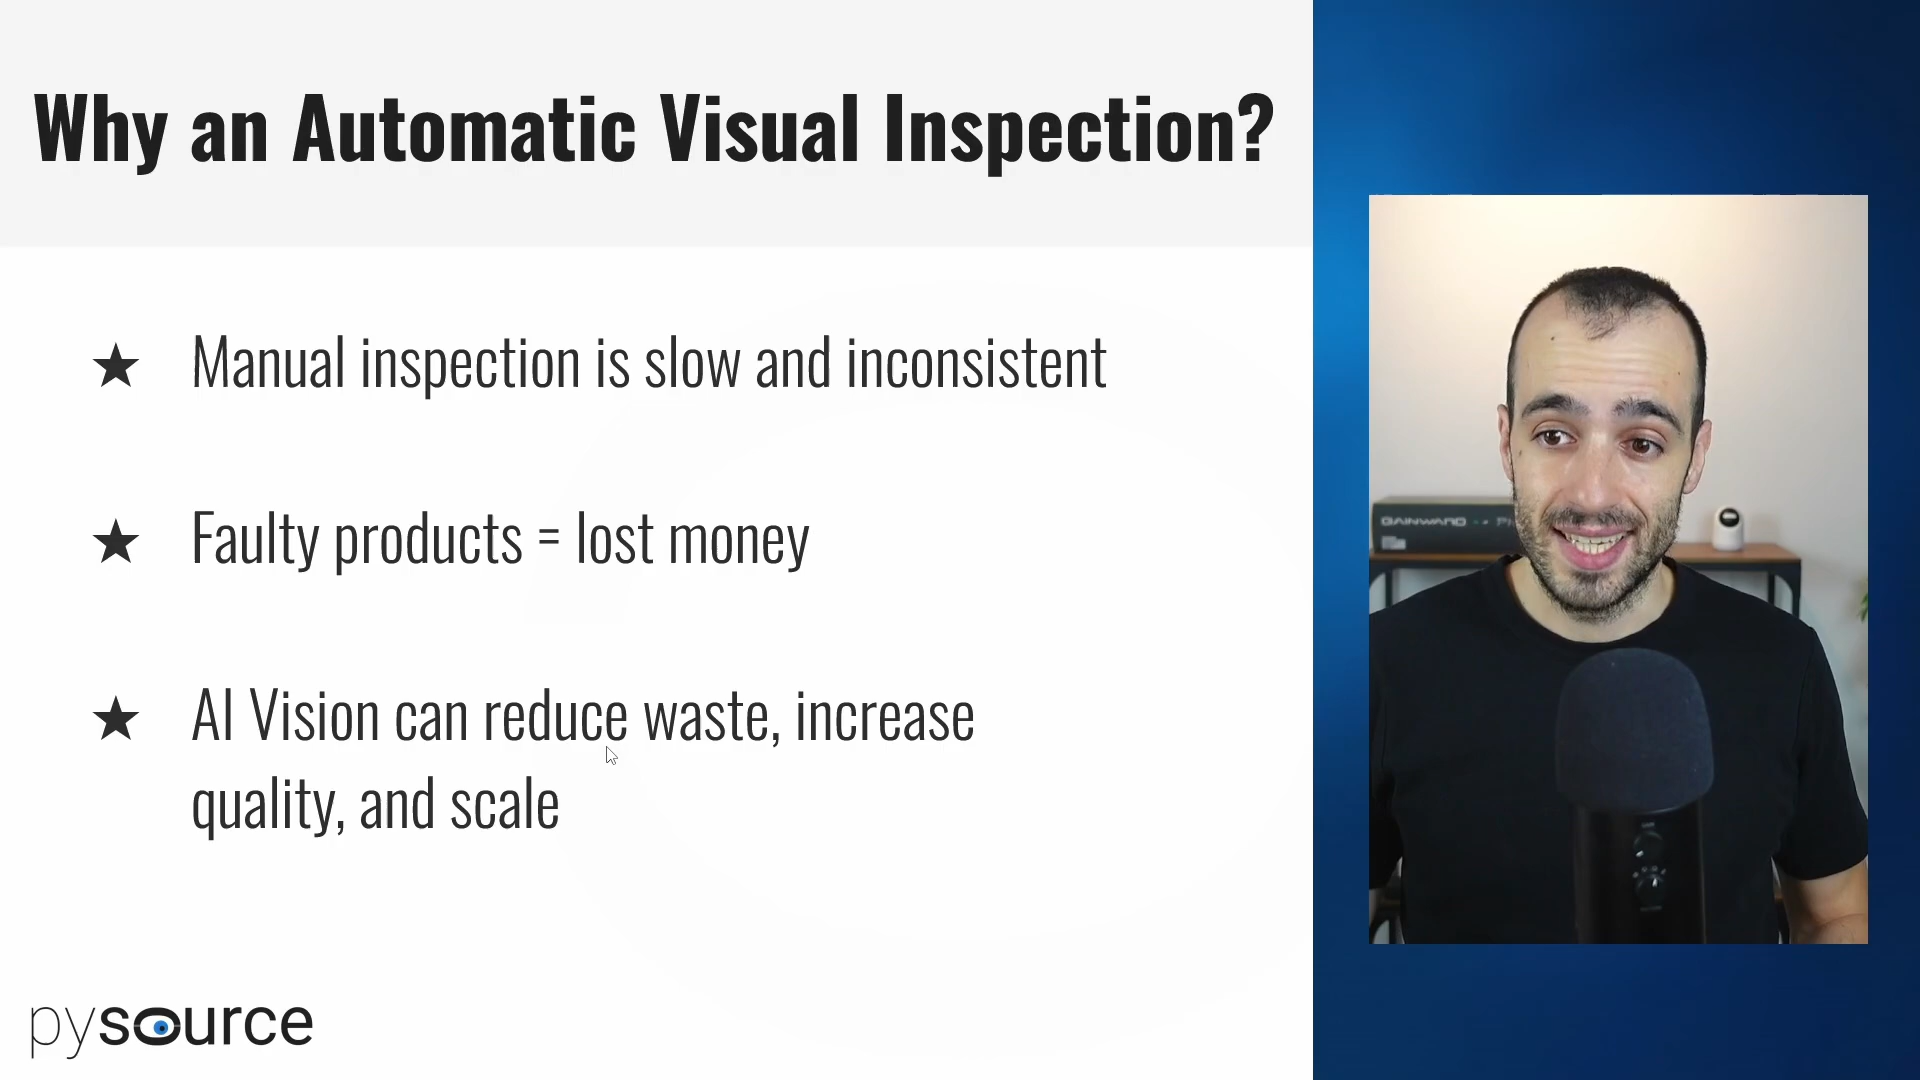 Why an Automatic Visual Inspection?
★ Manual inspection is slow and inconsistent
★ Faulty products = lost money
★ AI Vision can reduce waste, increase
quality, and scale
pysource
GAINWARD